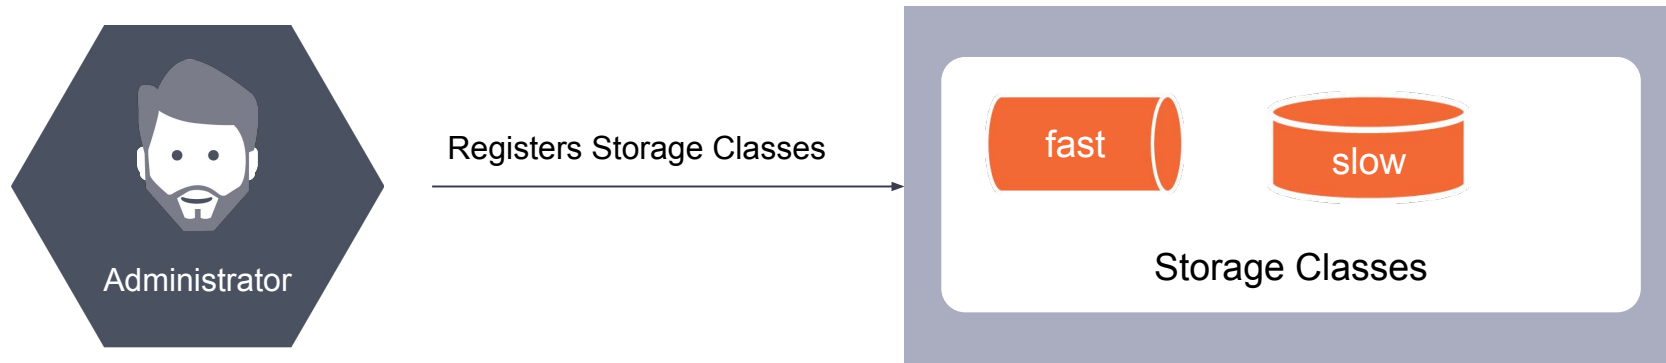 Administrator
Registers Storage Classes
fast
slow
Storage Classes